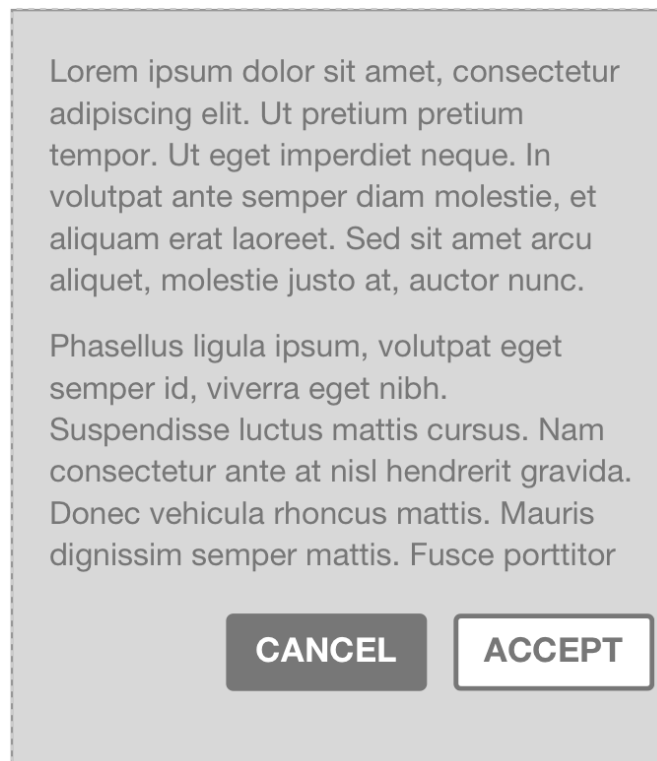 Lorem ipsum dolor sit amet, consectetur
adipiscing elit. Ut pretium pretium
tempor. Ut eget imperdiet neque. In
volutpat ante semper diam molestie, et
aliquam erat laoreet. Sed sit amet arcu
aliquet, molestie justo at, auctor nunc.
Phasellus ligula ipsum, volutpat eget
semper id, viverra eget nibh.
Suspendisse luctus mattis cursus. Nam
consectetur ante at nisl hendrerit gravida.
Donec vehicula rhoncus mattis. Mauris
dignissim semper mattis. Fusce porttitor
CANCEL ACCEPT